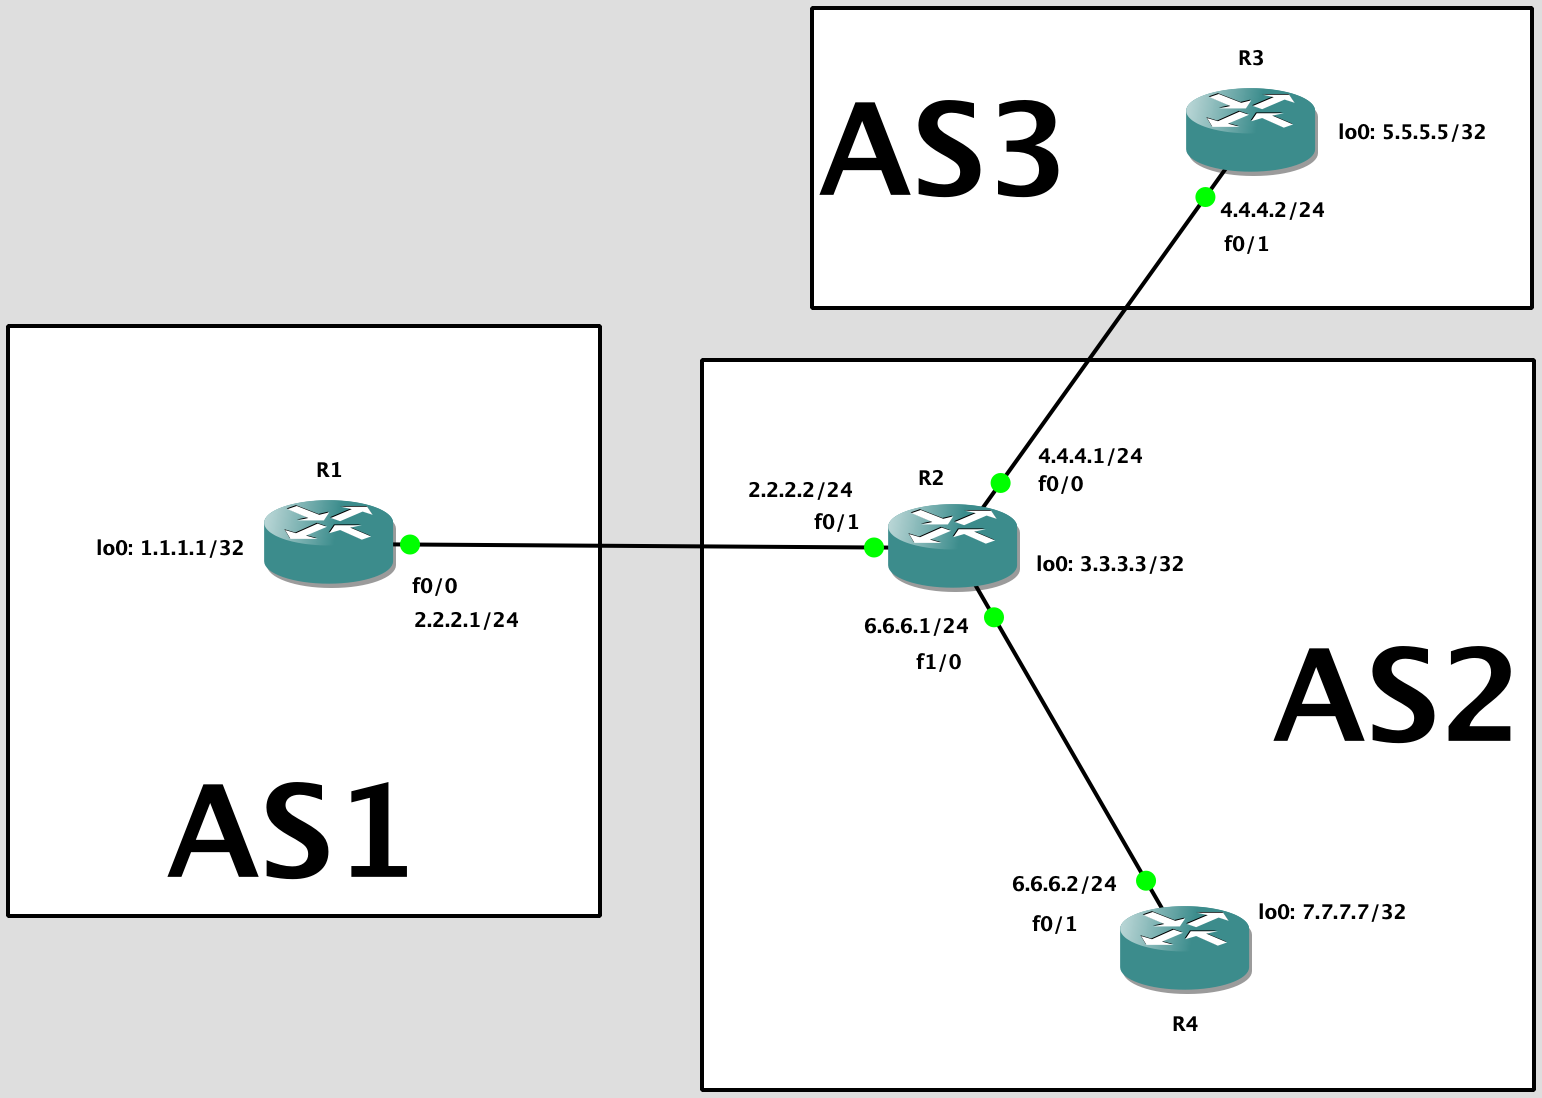 R3
AS3
lo0: 5.5.5.5/32
4.4.4.2/24
f0/1
R1
lo0: 1.1.1.1/32
f0/0
2.2.2.1/24
AS1
4.4.4.1/24
f0/0
R2
2.2.2.2/24
f0/1
lo0: 3.3.3.3/32
6.6.6.1/24
f1/0
AS2
6.6.6.2/24
f0/1
lo0: 7.7.7.7/32
R4